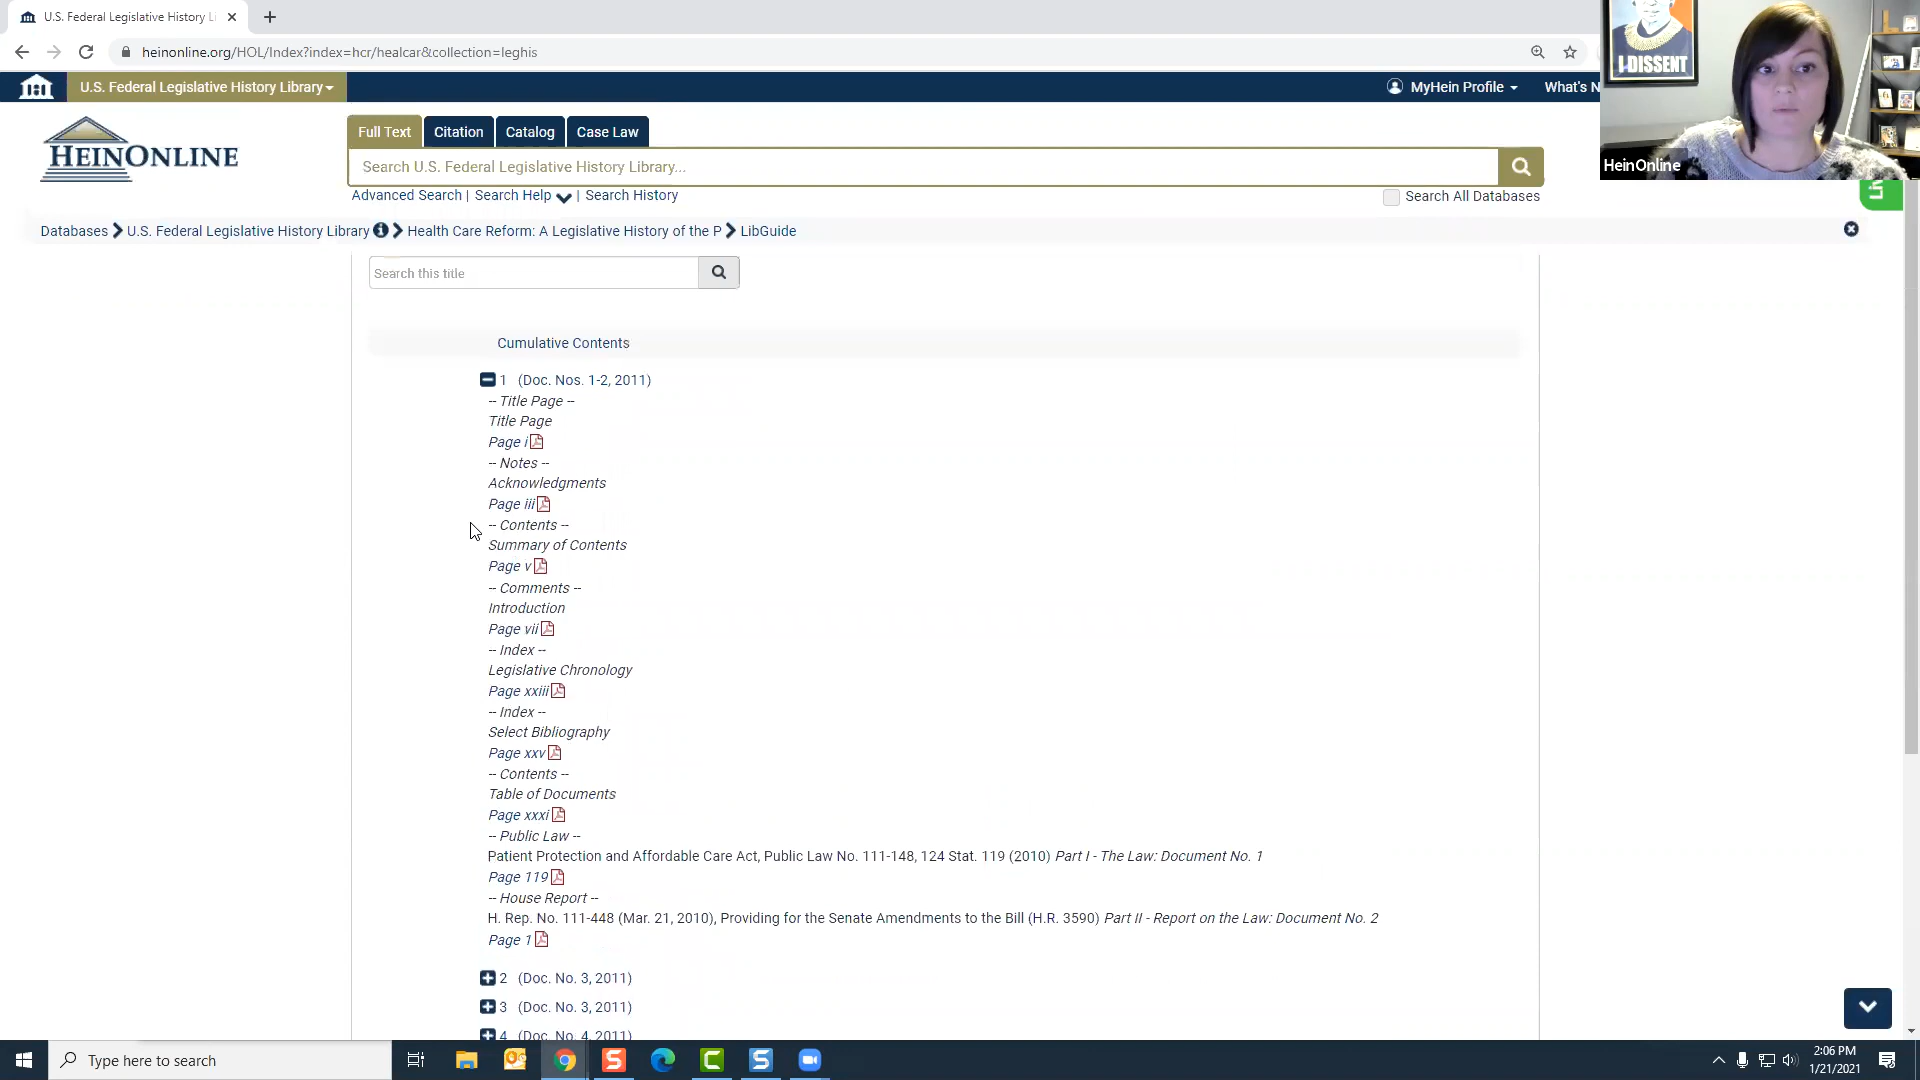 U.S. Federal Legislative History Li
heinonline.org/HOL/Index?index=hcr/healcar&collection=leghis
U.S. Federal Legislative History Library
MyHein Profile
What's N
I DISSENT
HeinOnline
HEINONLINE
Full Text
Citation
Catalog
Case Law
Search U.S. Federal Legislative History Library...
Advanced Search | Search Help | Search History
Search All Databases
Databases U.S. Federal Legislative History Library Health Care Reform: A Legislative History of the P LibGuide
Search this title
Cumulative Contents
1 (Doc. Nos. 1-2, 2011)
-- Title Page --
Title Page
Page i
-- Notes --
Acknowledgments
Page iii
-- Contents --
Summary of Contents
Page v
-- Comments --
Introduction
Page vii
-- Index --
Legislative Chronology
Page xxiii
-- Index --
Select Bibliography
Page xxv
-- Contents --
Table of Documents
Page xxxi
-- Public Law --
Patient Protection and Affordable Care Act, Public Law No. 111-148, 124 Stat. 119 (2010) Part I - The Law: Document No. 1
Page 119
-- House Report --
H. Rep. No. 111-448 (Mar. 21, 2010), Providing for the Senate Amendments to the Bill (H.R. 3590) Part II - Report on the Law: Document No. 2
Page 1
2 (Doc. No. 3, 2011)
3 (Doc. No. 3, 2011)
4 (Doc. No. 4, 2011)
Type here to search
2:06 PM
1/21/2021